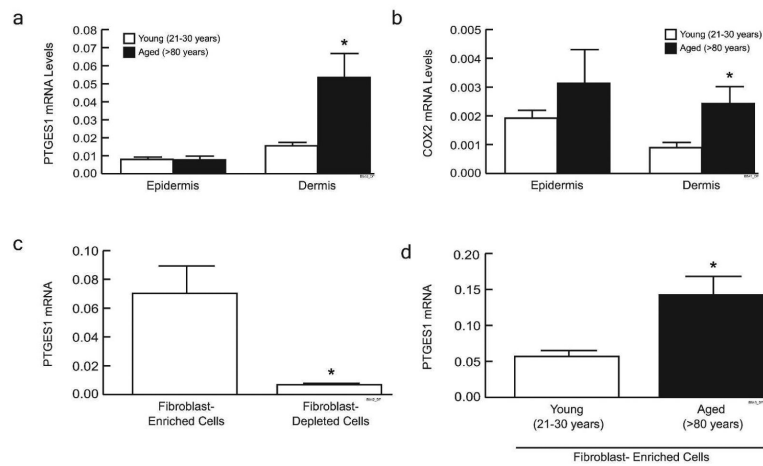 a
PTGES1 mRNA Levels
0.08
0.07
0.06
0.05
0.04
0.03
0.02
0.01
0.00
Young (21-30 years)
Aged (>80 years)
*
Epidermis
Dermis
b
COX2 mRNA Levels
0.005
0.004
0.003
0.002
0.001
0.000
Young (21-30 years)
Aged (>80 years)
*
Epidermis
Dermis
c
PTGES1 mRNA
0.10
0.08
0.06
0.04
0.02
0.00
*
Fibroblast-
Enriched Cells
Fibroblast-
Depleted Cells
d
PTGES1 mRNA
0.20
0.15
0.10
0.05
0.00
*
Young
(21-30 years)
Aged
(>80 years)
Fibroblast- Enriched Cells